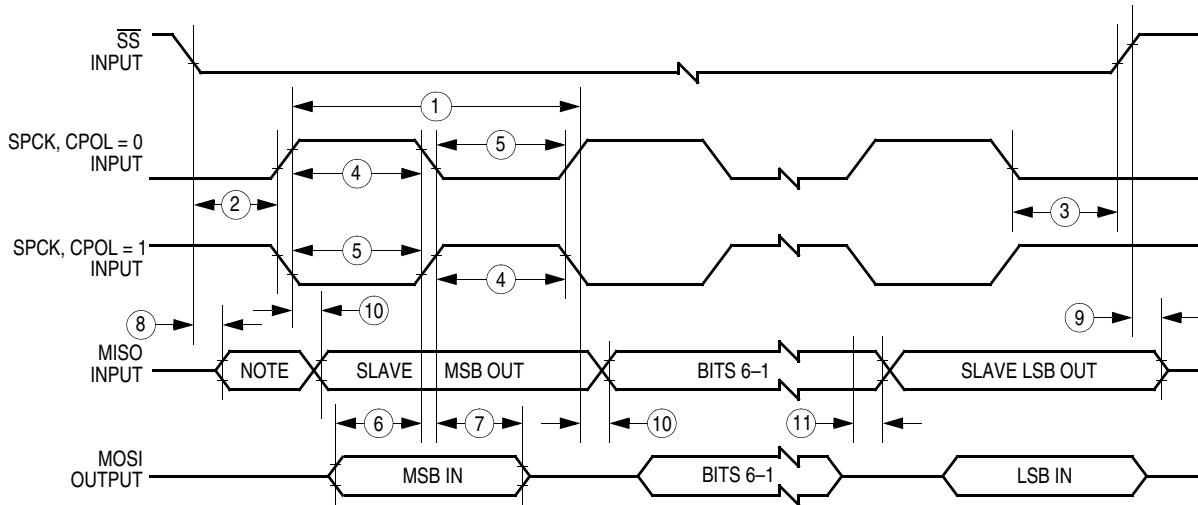 SS
INPUT
1
SPCK, CPOL = 0
INPUT
5
4
2
3
SPCK, CPOL = 1
INPUT
5
4
8
10
9
MISO
INPUT
NOTE
SLAVE
MSB OUT
BITS 6–1
SLAVE LSB OUT
6
7
10
11
MOSI
OUTPUT
MSB IN
BITS 6–1
LSB IN